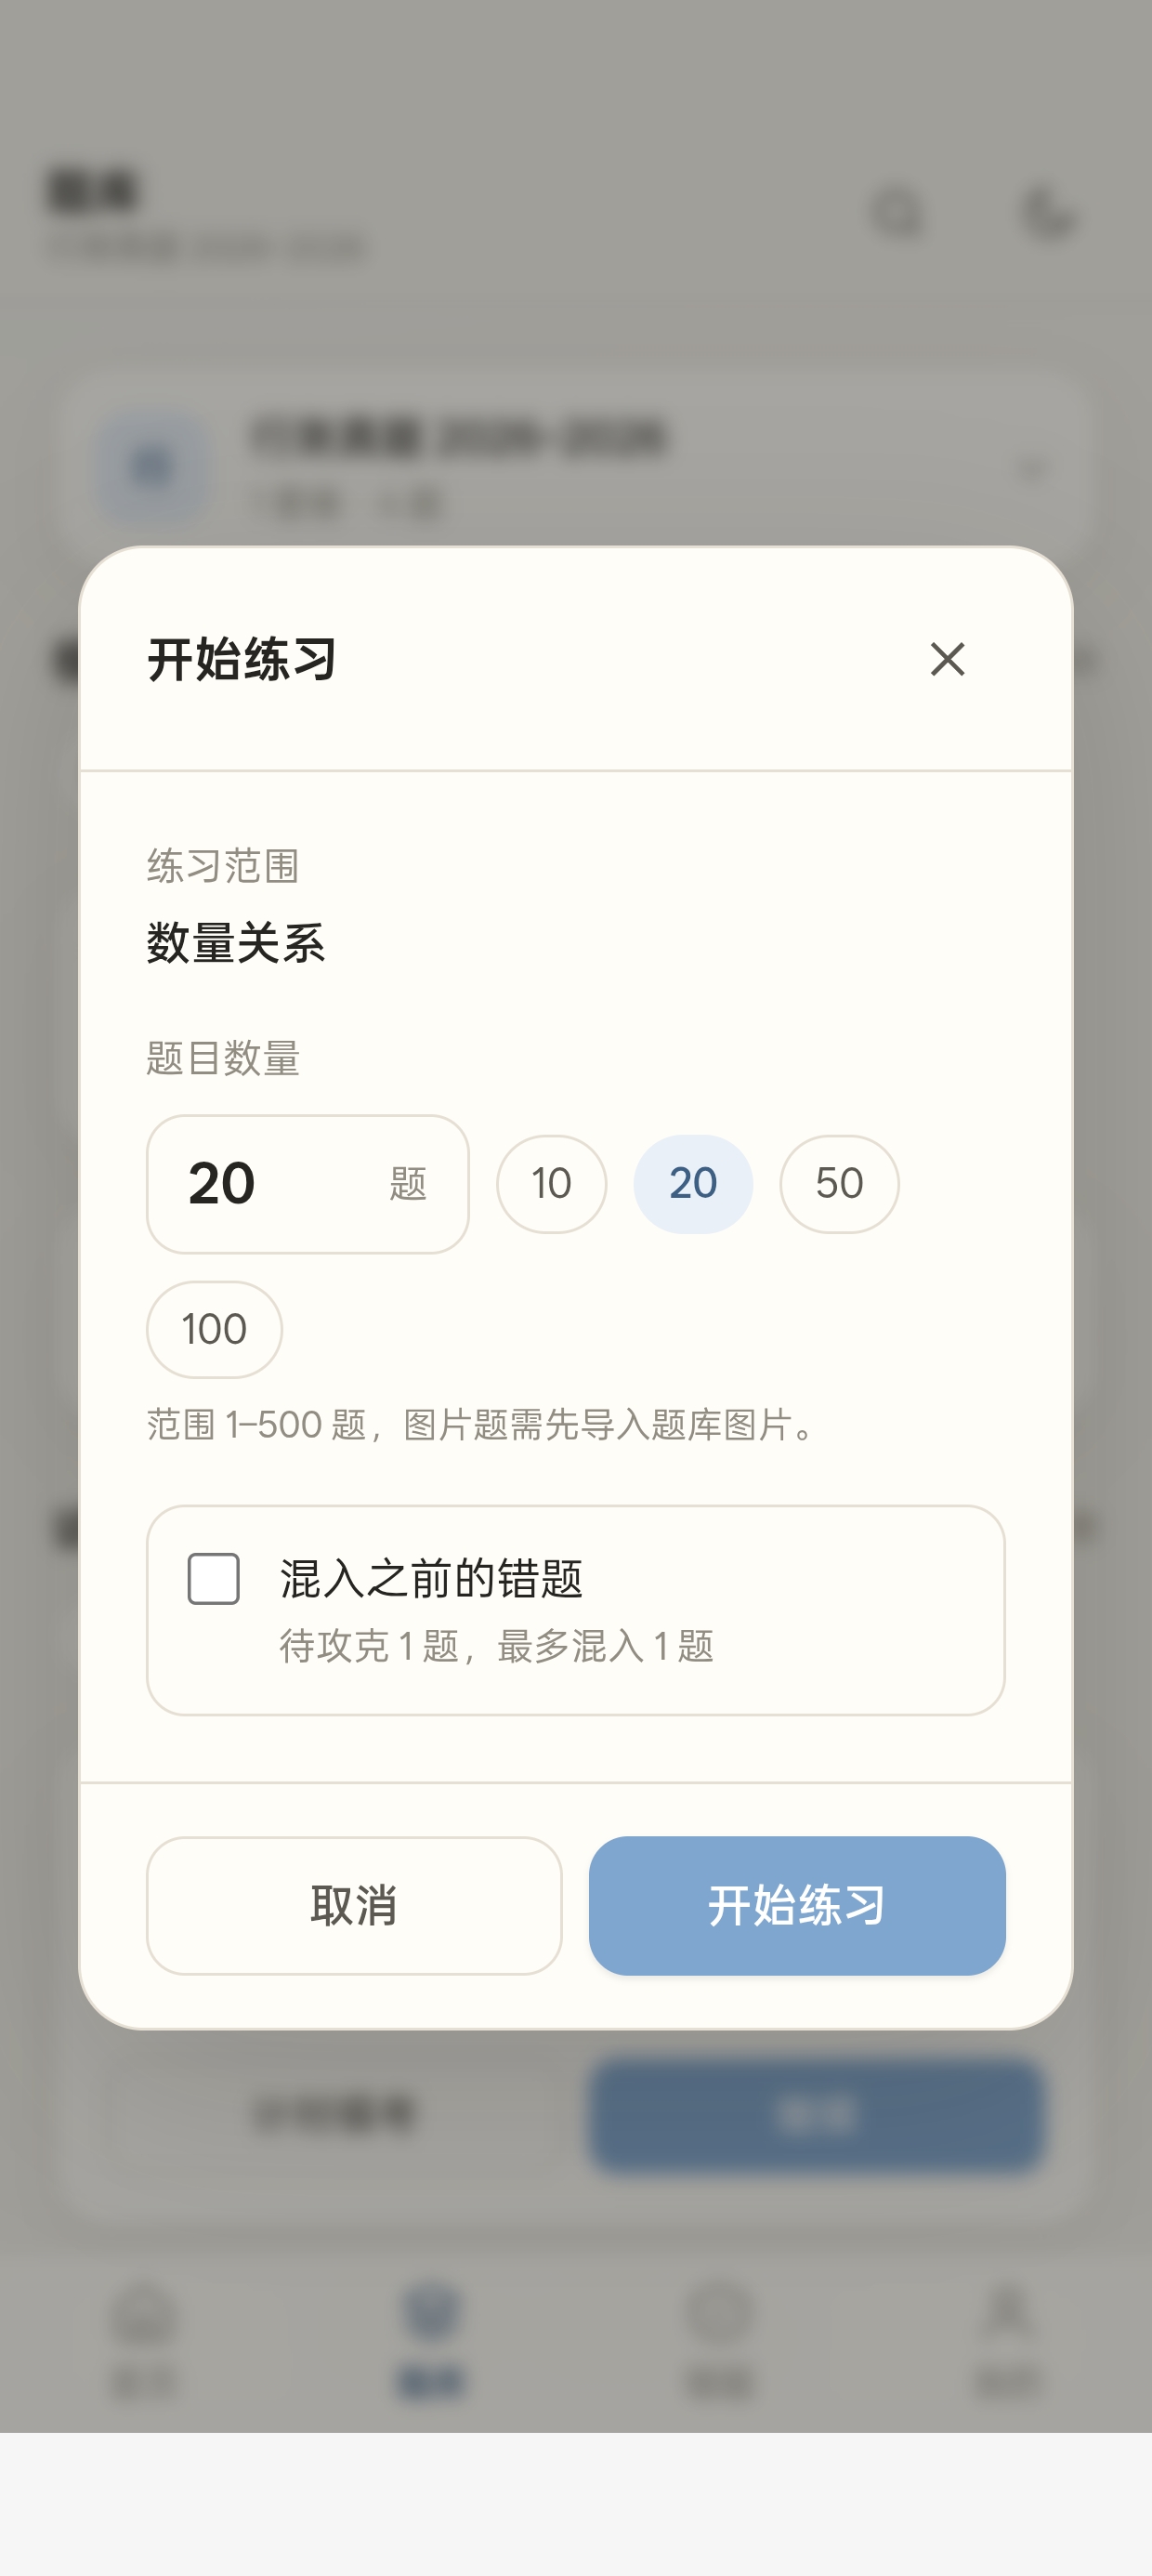 开始练习
练习范围
数量关系
题目数量
20 题 10 20 50
100
范围 1–500 题，图片题需先导入题库图片。
混入之前的错题
待攻克 1 题，最多混入 1 题
取消 开始练习